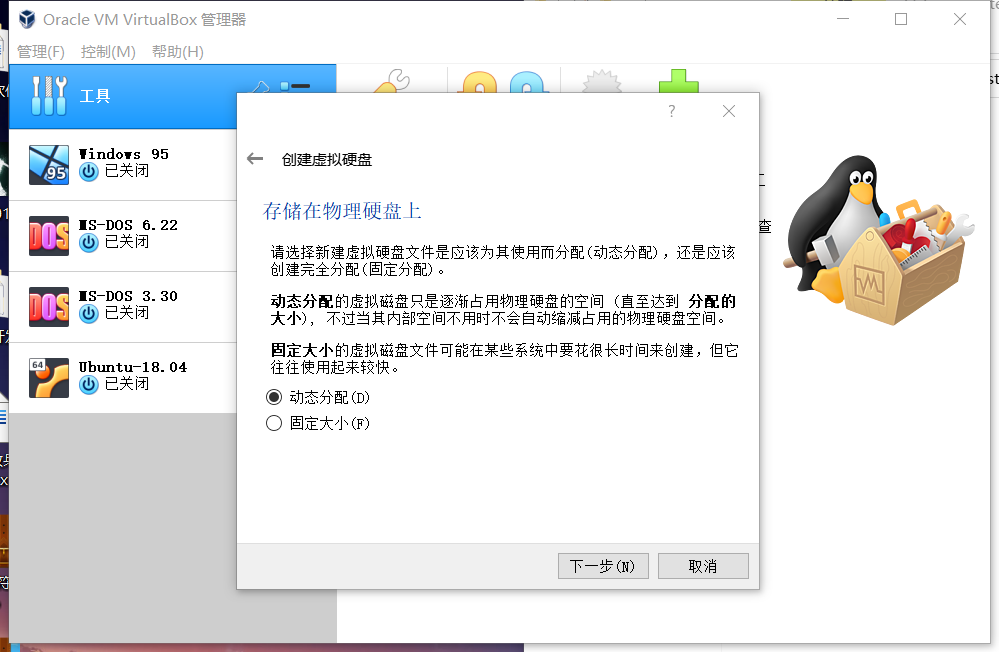 Oracle VM VirtualBox 管理器
管理(F) 控制(M) 帮助(H)
工具
Windows 95
已关闭
MS-DOS 6.22
已关闭
MS-DOS 3.30
已关闭
64
Ubuntu-18.04
已关闭
?
创建虚拟硬盘
存储在物理硬盘上
请选择新建虚拟硬盘文件是应该为其使用而分配(动态分配)，还是应该
创建完全分配(固定分配)。
动态分配的虚拟磁盘只是逐渐占用物理硬盘的空间（直至达到 分配的
大小），不过当其内部空间不用时不会自动缩减占用的物理硬盘空间。
固定大小的虚拟磁盘文件可能在某些系统中要花很长时间来创建，但它
往往使用起来较快。
动态分配(D)
固定大小(F)
下一步(N) 取消
查